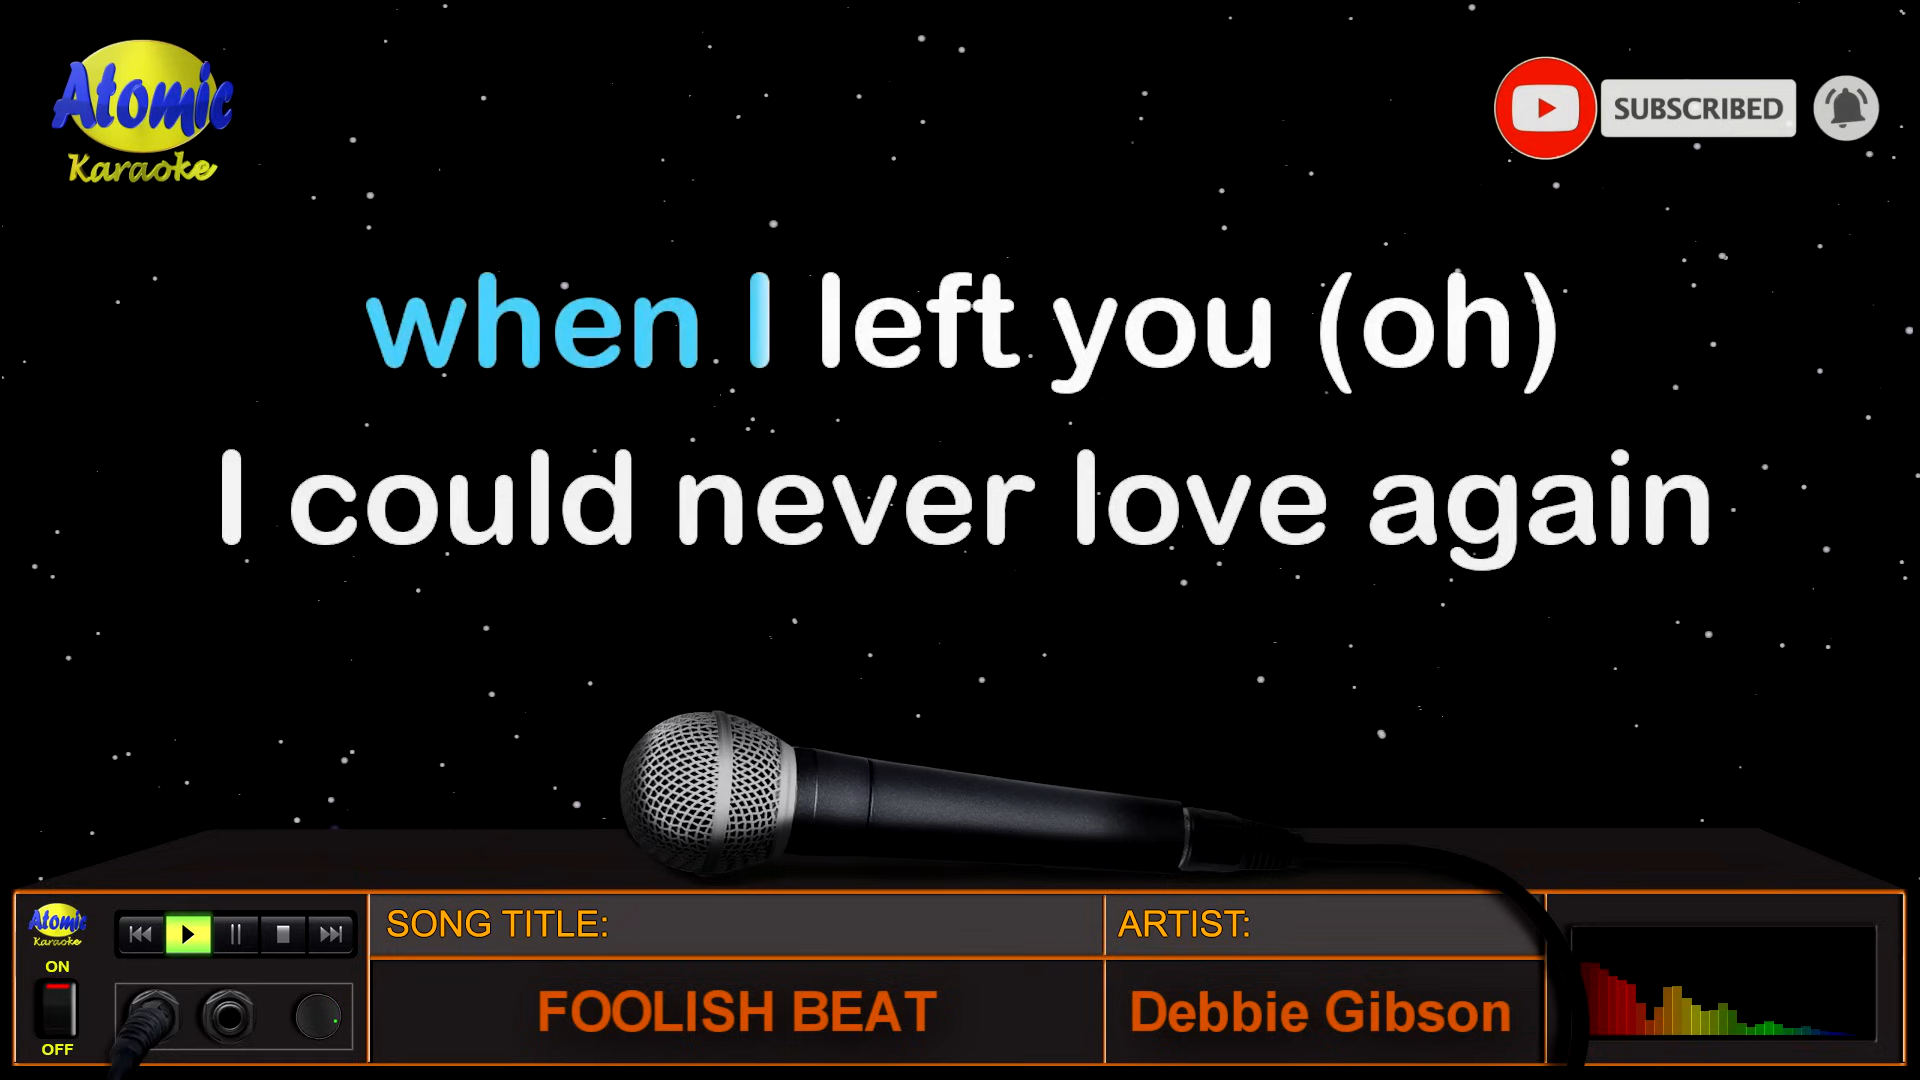 Atomic
Karaoke
SUBSCRIBED
when I left you (oh)
I could never love again
Atomic
Karaoke
ON
OFF
SONG TITLE:
FOOLISH BEAT
ARTIST:
Debbie Gibson